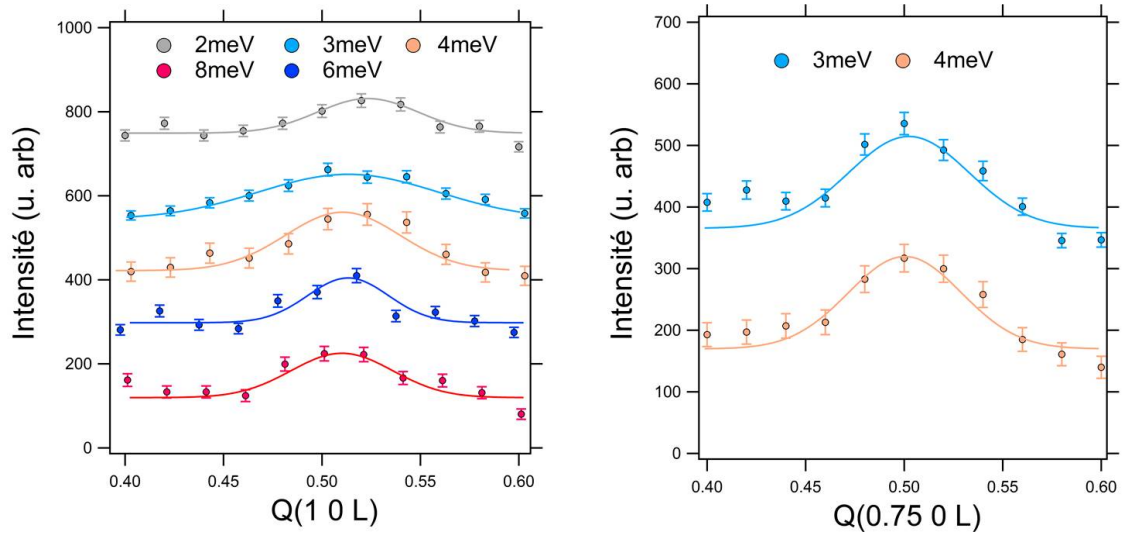 1000
800
600
400
200
0
Intensité (u. arb)
2meV 3meV 4meV
8meV 6meV
0.40 0.45 0.50 0.55 0.60
Q(1 0 L)
700
600
500
400
300
200
100
0
Intensité (u. arb)
3meV 4meV
0.40 0.45 0.50 0.55 0.60
Q(0.75 0 L)